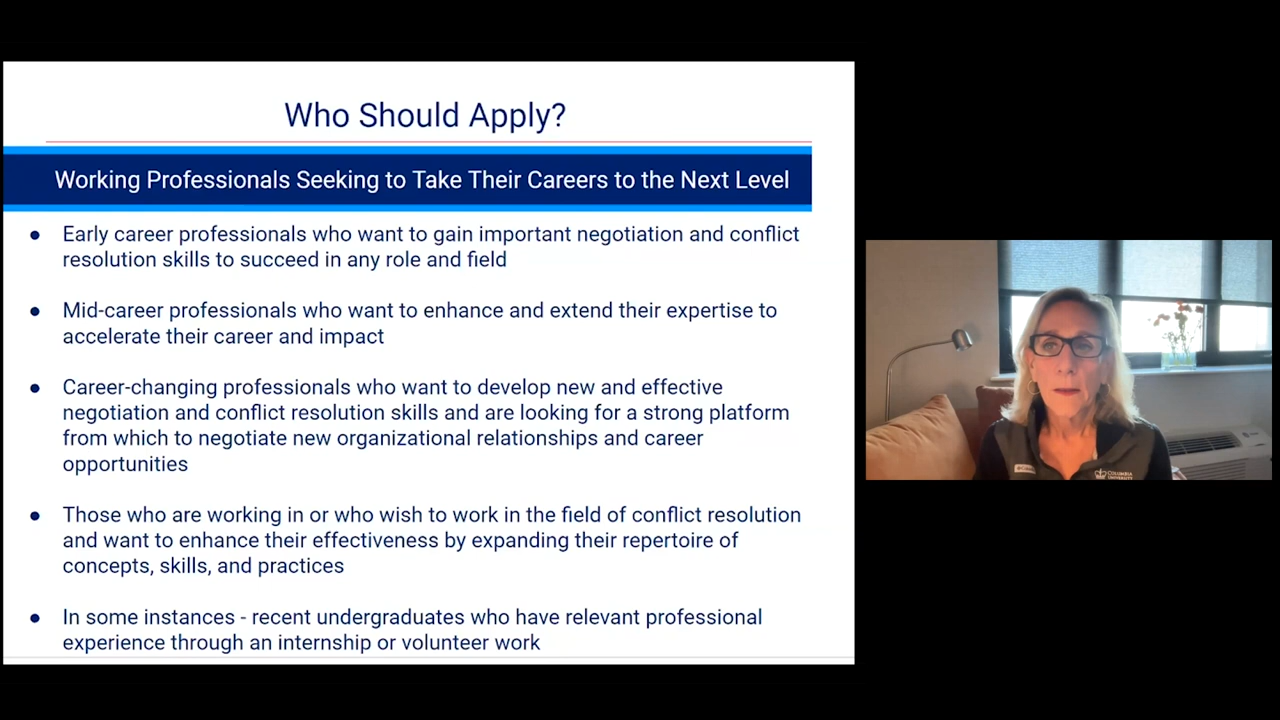 Who Should Apply?
Working Professionals Seeking to Take Their Careers to the Next Level
● Early career professionals who want to gain important negotiation and conflict
resolution skills to succeed in any role and field
● Mid-career professionals who want to enhance and extend their expertise to
accelerate their career and impact
● Career-changing professionals who want to develop new and effective
negotiation and conflict resolution skills and are looking for a strong platform
from which to negotiate new organizational relationships and career
opportunities
● Those who are working in or who wish to work in the field of conflict resolution
and want to enhance their effectiveness by expanding their repertoire of
concepts, skills, and practices
● In some instances - recent undergraduates who have relevant professional
experience through an internship or volunteer work
COLUMBIA
UNIVERSITY